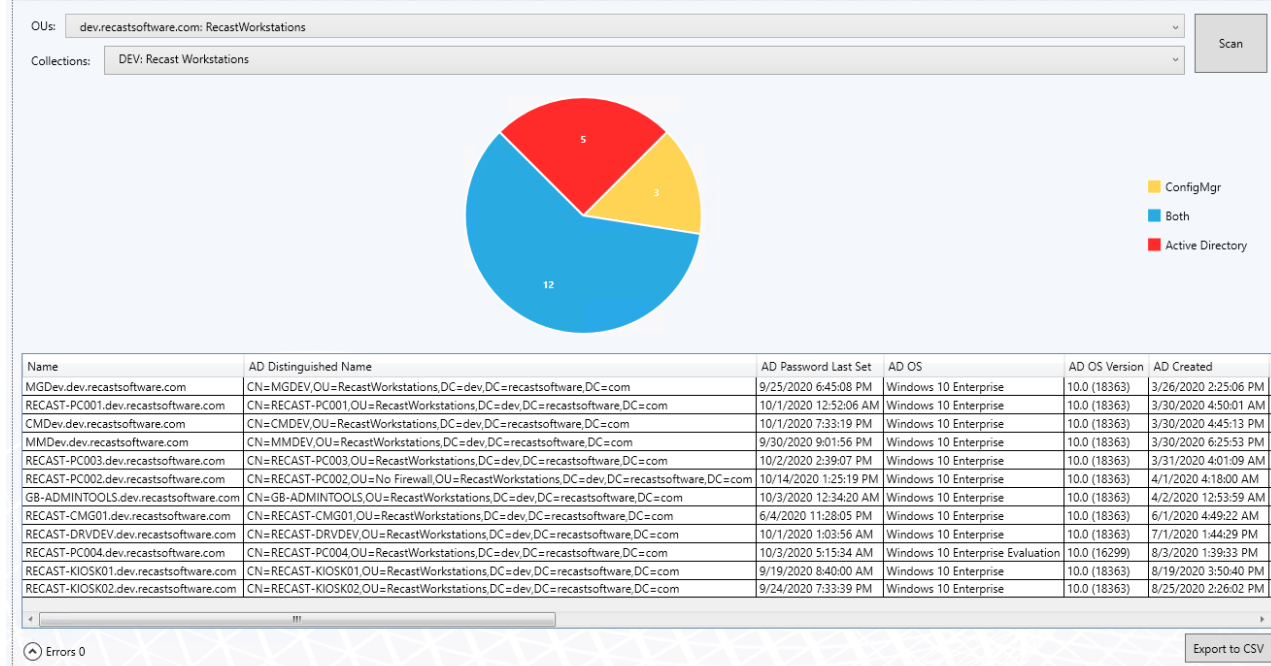 OUs: dev.recastsoftware.com: RecastWorkstations
Scan
Collections: DEV: Recast Workstations
5
3
12
ConfigMgr
Both
Active Directory
Name AD Distinguished Name AD Password Last Set AD OS AD OS Version AD Created
MGDev.dev.recastsoftware.com CN=MGDEV,OU=RecastWorkstations,DC=dev,DC=recastsoftware,DC=com 9/25/2020 6:45:08 PM Windows 10 Enterprise 10.0 (18363) 3/26/2020 2:25:06 PM
RECAST-PC001.dev.recastsoftware.com CN=RECAST-PC001,OU=RecastWorkstations,DC=dev,DC=recastsoftware,DC=com 10/1/2020 12:52:06 AM Windows 10 Enterprise 10.0 (18363) 3/30/2020 4:50:01 AM
CMDev.dev.recastsoftware.com CN=CMDEV,OU=RecastWorkstations,DC=dev,DC=recastsoftware,DC=com 10/1/2020 7:33:19 PM Windows 10 Enterprise 10.0 (18363) 3/30/2020 4:45:13 PM
MMDev.dev.recastsoftware.com CN=MMDEV,OU=RecastWorkstations,DC=dev,DC=recastsoftware,DC=com 9/30/2020 9:01:56 PM Windows 10 Enterprise 10.0 (18363) 3/30/2020 6:25:53 PM
RECAST-PC003.dev.recastsoftware.com CN=RECAST-PC003,OU=RecastWorkstations,DC=dev,DC=recastsoftware,DC=com 10/2/2020 2:39:07 PM Windows 10 Enterprise 10.0 (18363) 3/31/2020 4:01:09 AM
RECAST-PC002.dev.recastsoftware.com CN=RECAST-PC002,OU=No Firewall,OU=RecastWorkstations,DC=dev,DC=recastsoftware,DC=com 10/14/2020 1:25:19 PM Windows 10 Enterprise 10.0 (18363) 4/1/2020 4:18:00 AM
GB-ADMINTOOLS.dev.recastsoftware.com CN=GB-ADMINTOOLS,OU=RecastWorkstations,DC=dev,DC=recastsoftware,DC=com 10/3/2020 12:34:20 AM Windows 10 Enterprise 10.0 (18363) 4/2/2020 12:53:59 AM
RECAST-CMG01.dev.recastsoftware.com CN=RECAST-CMG01,OU=RecastWorkstations,DC=dev,DC=recastsoftware,DC=com 6/4/2020 11:28:05 PM Windows 10 Enterprise 10.0 (18363) 6/1/2020 4:49:22 AM
RECAST-DRVDEV.dev.recastsoftware.com CN=RECAST-DRVDEV,OU=RecastWorkstations,DC=dev,DC=recastsoftware,DC=com 10/1/2020 1:03:56 AM Windows 10 Enterprise 10.0 (18363) 7/1/2020 1:44:29 PM
RECAST-PC004.dev.recastsoftware.com CN=RECAST-PC004,OU=RecastWorkstations,DC=dev,DC=recastsoftware,DC=com 10/3/2020 5:15:34 AM Windows 10 Enterprise Evaluation 10.0 (16299) 8/3/2020 1:39:33 PM
RECAST-KIOSK01.dev.recastsoftware.com CN=RECAST-KIOSK01,OU=RecastWorkstations,DC=dev,DC=recastsoftware,DC=com 9/19/2020 8:40:00 AM Windows 10 Enterprise 10.0 (18363) 8/19/2020 3:50:40 PM
RECAST-KIOSK02.dev.recastsoftware.com CN=RECAST-KIOSK02,OU=RecastWorkstations,DC=dev,DC=recastsoftware,DC=com 9/24/2020 7:33:39 PM Windows 10 Enterprise 10.0 (18363) 8/25/2020 2:26:02 PM
Errors 0
Export to CSV